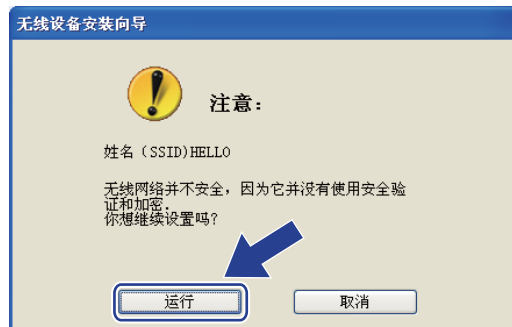 无线设备安装向导
注意：
姓名（SSID)HELLO
无线网络并不安全，因为它并没有使用安全验
证和加密.
你想继续设置吗？
运行
取消